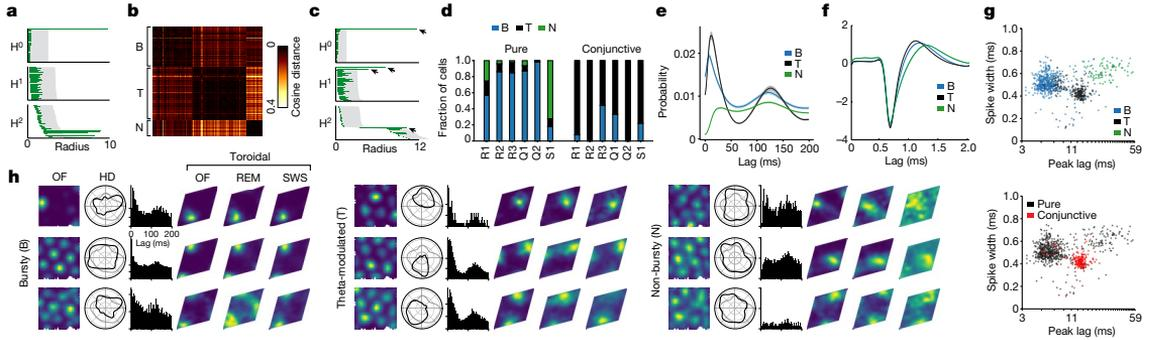 a
H⁰
H¹
H²
0
10
Radius
b
B
T
N
B T N
0
0.4
Cosine distance
c
H⁰
H¹
H²
0
12
Radius
d
B T N
Pure Conjunctive
1.0
0.8
0.6
0.4
0.2
Fraction of cells
R1 R2 R3 Q1 Q2 S1 R1 R2 R3 Q1 Q2 S1
e
B
T
N
0.02
0.01
0
Probability
0 50 100 150 200
Lag (ms)
f
2
0
−2
−4
B
T
N
0 0.5 1.0 1.5 2.0
Lag (ms)
g
1.0
0.8
0.6
0.4
0.2
0
Spike width (ms)
B
T
N
3 11 59
Peak lag (ms)
1.0
0.8
0.6
0.4
0.2
0
Spike width (ms)
Pure
Conjunctive
3 11 59
Peak lag (ms)
h
Toroidal
OF HD OF REM SWS
Bursty (B)
0 100 200
Lag (ms)
Theta-modulated (T)
Non-bursty (N)